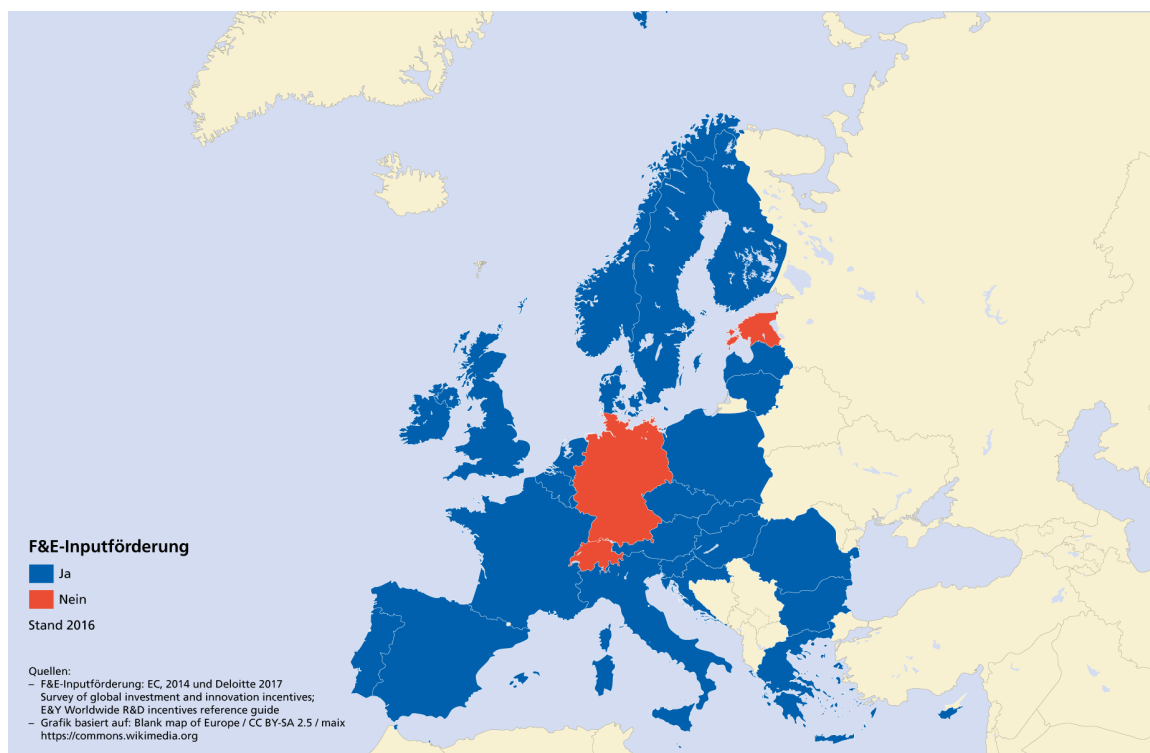 F&E-Inputförderung
Ja
Nein
Stand 2016
Quellen:
– F&E-Inputförderung: EC, 2014 und Deloitte 2017
Survey of global investment and innovation incentives;
E&Y Worldwide R&D incentives reference guide
– Grafik basiert auf: Blank map of Europe / CC BY-SA 2.5 / maix
https://commons.wikimedia.org